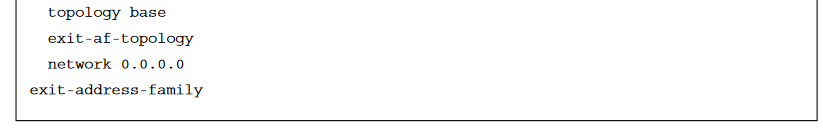 topology base
exit-af-topology
network 0.0.0.0
exit-address-family